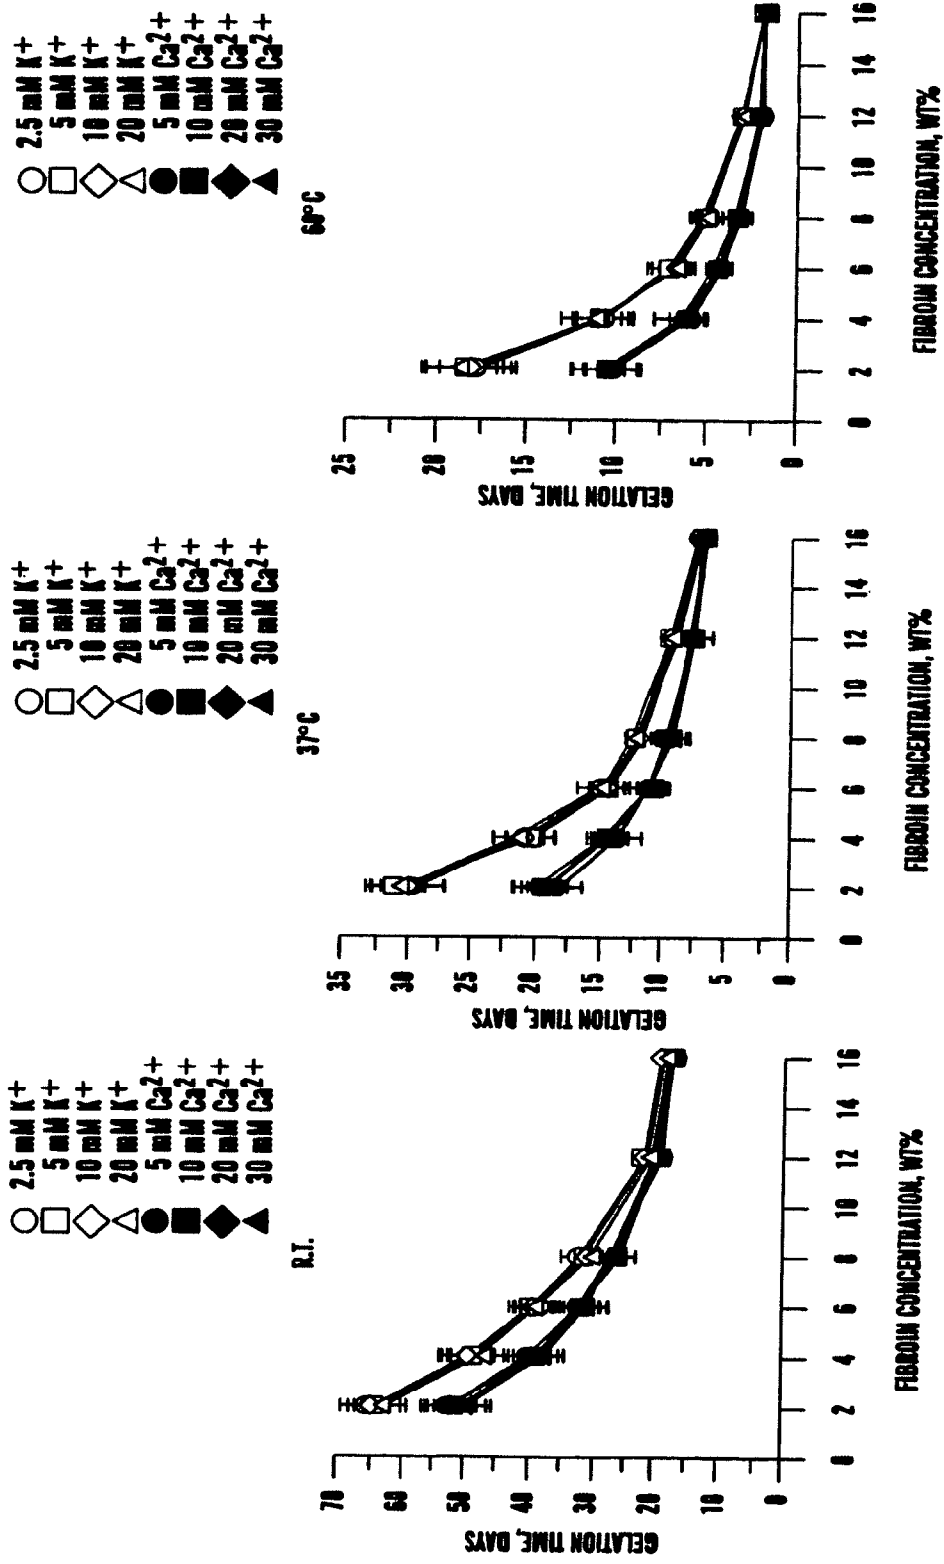 2.5 mM K+
5 mM K+
10 mM K+
20 mM K+
5 mM Ca2+
10 mM Ca2+
20 mM Ca2+
30 mM Ca2+
R.T.
GELATION TIME, DAYS
70
60
50
40
30
20
10
0
0
2
4
6
8
10
12
14
16
FIBROIN CONCENTRATION, WT%
2.5 mM K+
5 mM K+
10 mM K+
20 mM K+
5 mM Ca2+
10 mM Ca2+
20 mM Ca2+
30 mM Ca2+
37°C
GELATION TIME, DAYS
35
30
25
20
15
10
5
0
0
2
4
6
8
10
12
14
16
FIBROIN CONCENTRATION, WT%
2.5 mM K+
5 mM K+
10 mM K+
20 mM K+
5 mM Ca2+
10 mM Ca2+
20 mM Ca2+
30 mM Ca2+
60°C
GELATION TIME, DAYS
25
20
15
10
5
0
0
2
4
6
8
10
12
14
16
FIBROIN CONCENTRATION, WT%